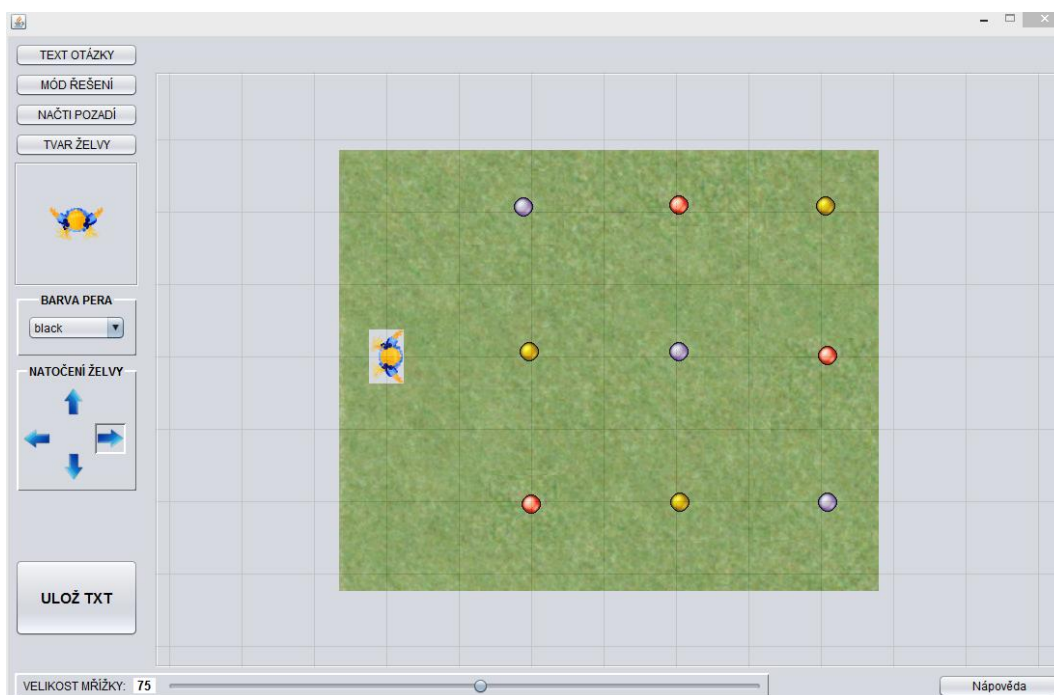 TEXT OTÁZKY
MÓD ŘEŠENÍ
NAČTI POZADÍ
TVAR ŽELVY
BARVA PERA
black
NATOČENÍ ŽELVY
ULOŽ TXT
VELIKOST MŘÍŽKY: 75
Nápověda